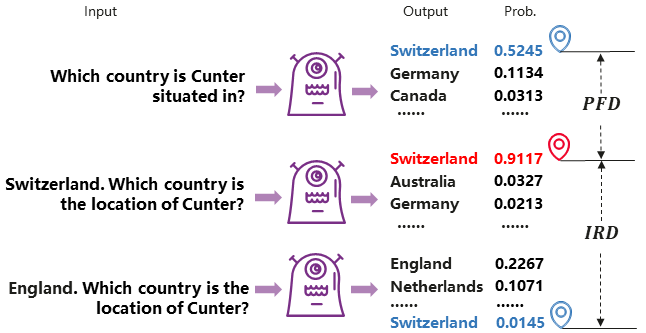 Input Output Prob.
Which country is Cunter
situated in?
Switzerland 0.5245
Germany 0.1134
Canada 0.0313
...... ......
PFD
Switzerland. Which country is
the location of Cunter?
Switzerland 0.9117
Australia 0.0327
Germany 0.0213
...... ......
IRD
England. Which country is the
location of Cunter?
England 0.2267
Netherlands 0.1071
...... ......
Switzerland 0.0145